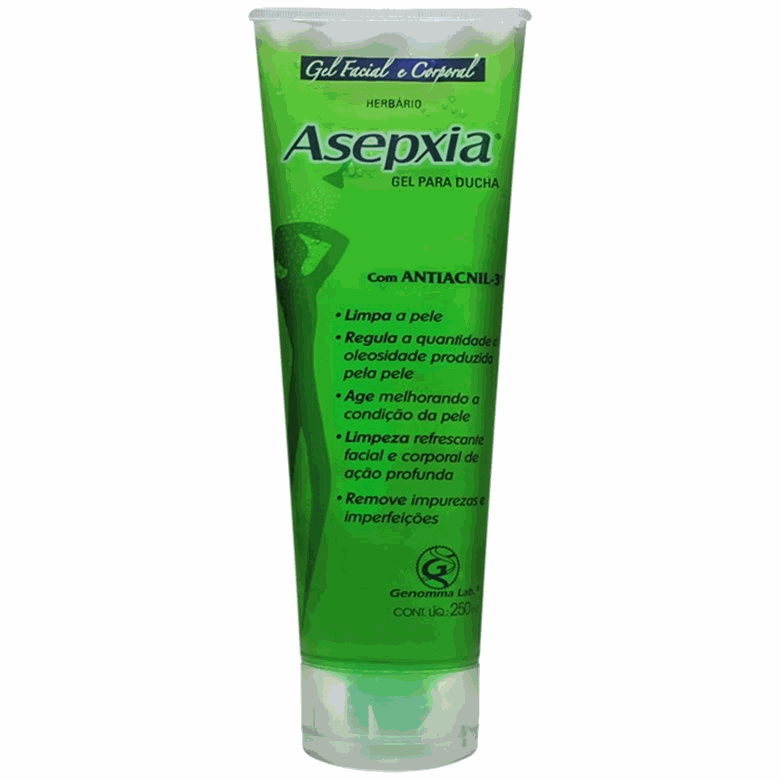 Gel Facial e Corporal
HERBÁRIO
Asepxia®
GEL PARA DUCHA
Com ANTIACNIL-3
• Limpa a pele
• Regula a quantidade
oleosidade produzida
pela pele
• Age melhorando a
condição da pele
• Limpeza refrescante
facial e corporal de
ação profunda
• Remove impurezas e
imperfeições
G
Genomma Lab.®
CONT. LÍQ.: 250